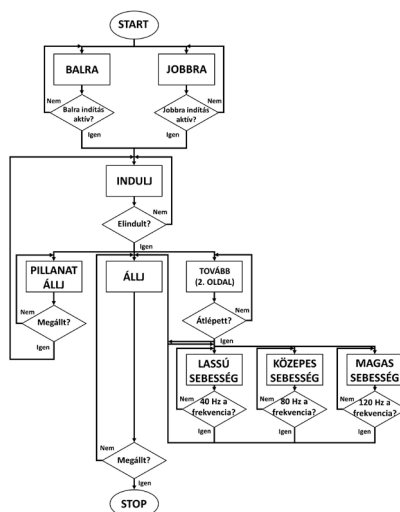 START
BALRA
JOBBRA
Nem
Balra indítás
aktív?
Igen
Nem
Jobbra indítás
aktív?
Igen
INDULJ
Nem
Elindult?
Igen
PILLANAT
ÁLLJ
ÁLLJ
TOVÁBB
(2. OLDAL)
Nem
Megállt?
Igen
Nem
Átlépett?
Igen
LASSÚ
SEBESSÉG
KÖZEPES
SEBESSÉG
MAGAS
SEBESSÉG
Nem
40 Hz a
frekvencia?
Igen
Nem
80 Hz a
frekvencia?
Igen
Nem
120 Hz a
frekvencia?
Igen
Nem
Megállt?
Igen
STOP